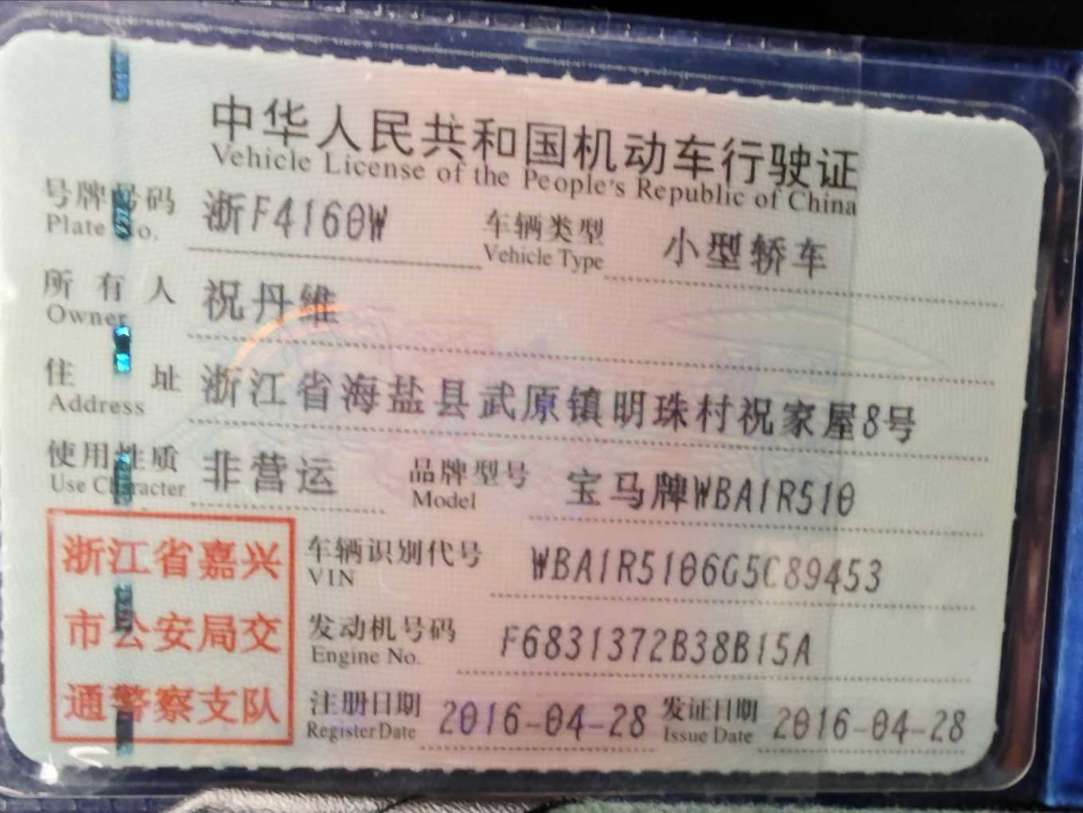 中华人民共和国机动车行驶证
Vehicle License of the People's Republic of China
号牌号码 浙F4160W 车辆类型 小型轿车
Plate No. Vehicle Type
所有人 祝丹维
Owner
住址 浙江省海盐县武原镇明珠村祝家屋8号
Address
使用性质 非营运 品牌型号 宝马牌WBA1R510
Use Character Model
浙江省嘉兴
市公安局交
通警察支队
车辆识别代号 WBA1R5106G5C89453
VIN
发动机号码 F6831372B38B15A
Engine No.
注册日期 2016-04-28 发证日期 2016-04-28
Register Date Issue Date